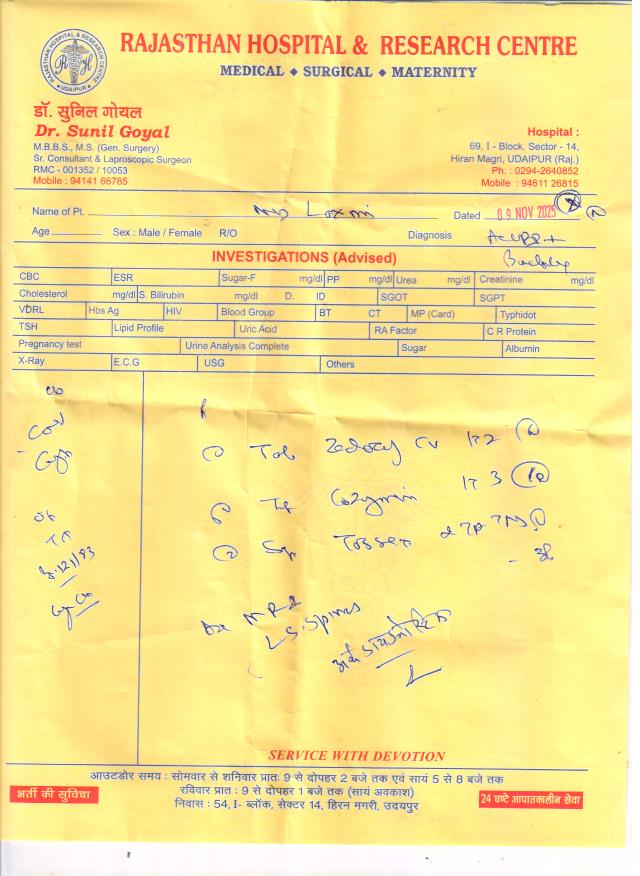 RAJASTHAN HOSPITAL & RESEARCH CENTRE
UDAIPUR
R H
RAJASTHAN HOSPITAL & RESEARCH CENTRE
MEDICAL ◆ SURGICAL ◆ MATERNITY
डॉ. सुनिल गोयल
Dr. Sunil Goyal
M.B.B.S., M.S. (Gen. Surgery)
Sr. Consultant & Laproscopic Surgeon
RMC - 001352 / 10053
Mobile : 94141 66785
Hospital :
69, I - Block, Sector - 14,
Hiran Magri, UDAIPUR (Raj.)
Ph. : 0294-2640852
Mobile : 94611 26815
Name of Pt. Laxmi Dated 09 NOV 2025
Age Sex : Male / Female R/O Diagnosis
INVESTIGATIONS (Advised)
CBC ESR Sugar-F mg/dl PP mg/dl Urea mg/dl Creatinine mg/dl
Cholesterol mg/dl S. Bilirubin mg/dl D. ID SGOT SGPT
VDRL Hbs Ag HIV Blood Group BT CT MP (Card) Typhidot
TSH Lipid Profile Uric Acid RA Factor C R Protein
Pregnancy test Urine Analysis Complete Sugar Albumin
X-Ray E.C.G USG Others
c/o
Tab CV
L.S. Spines
SERVICE WITH DEVOTION
आउटडोर समय : सोमवार से शनिवार प्रातः 9 से दोपहर 2 बजे तक एवं सायं 5 से 8 बजे तक
रविवार प्रात : 9 से दोपहर 1 बजे तक (सायं अवकाश)
निवास : 54, I- ब्लॉक, सेक्टर 14, हिरन मगरी, उदयपुर
भर्ती की सुविधा
24 घण्टे आपातकालीन सेवा